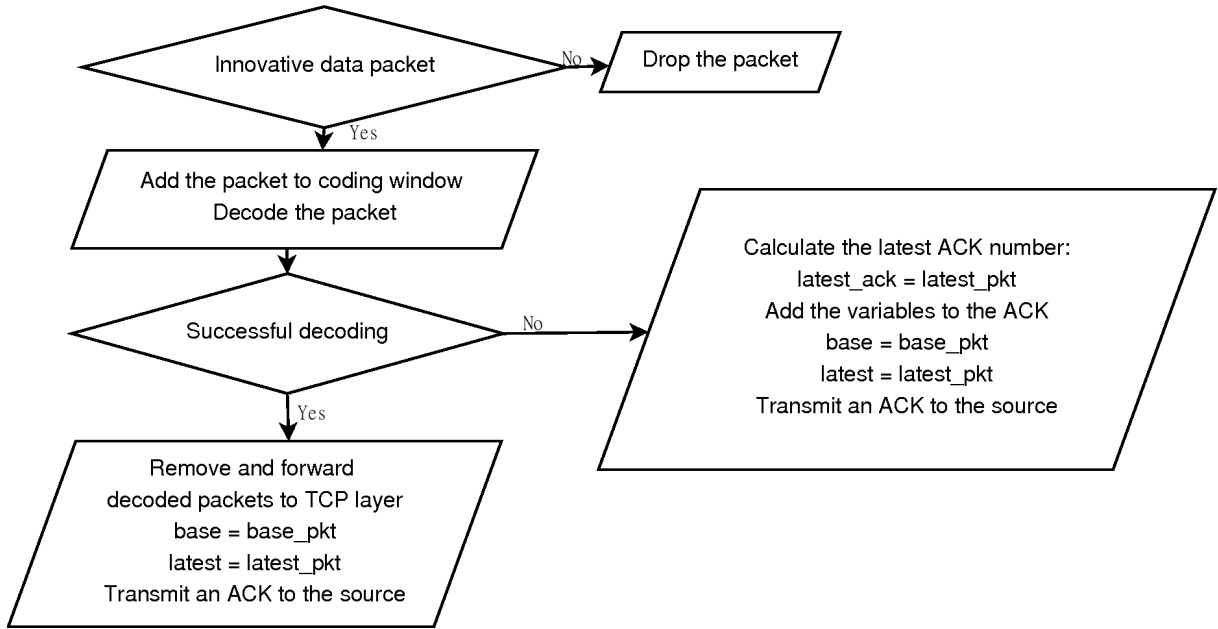 Innovative data packet
No
Drop the packet
Yes
Add the packet to coding window
Decode the packet
Successful decoding
No
Calculate the latest ACK number:
latest_ack = latest_pkt
Add the variables to the ACK
base = base_pkt
latest = latest_pkt
Transmit an ACK to the source
Yes
Remove and forward
decoded packets to TCP layer
base = base_pkt
latest = latest_pkt
Transmit an ACK to the source